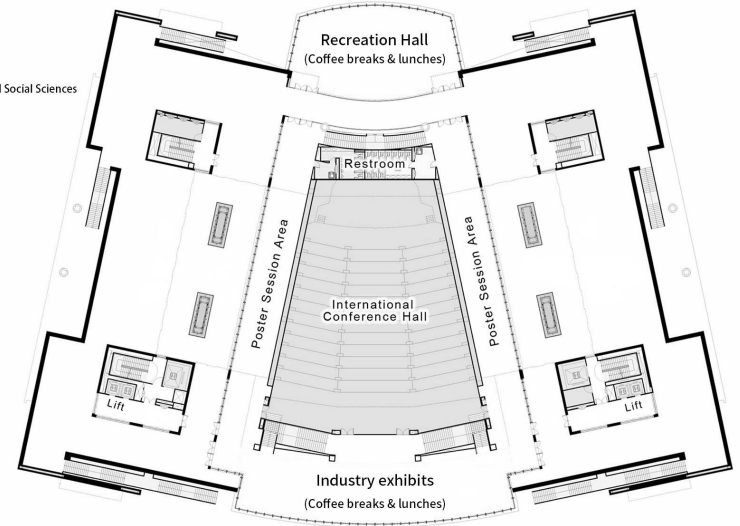 Recreation Hall
(Coffee breaks & lunches)
Social Sciences
Restroom
Poster Session Area
Poster Session Area
International
Conference Hall
Lift
Lift
Industry exhibits
(Coffee breaks & lunches)